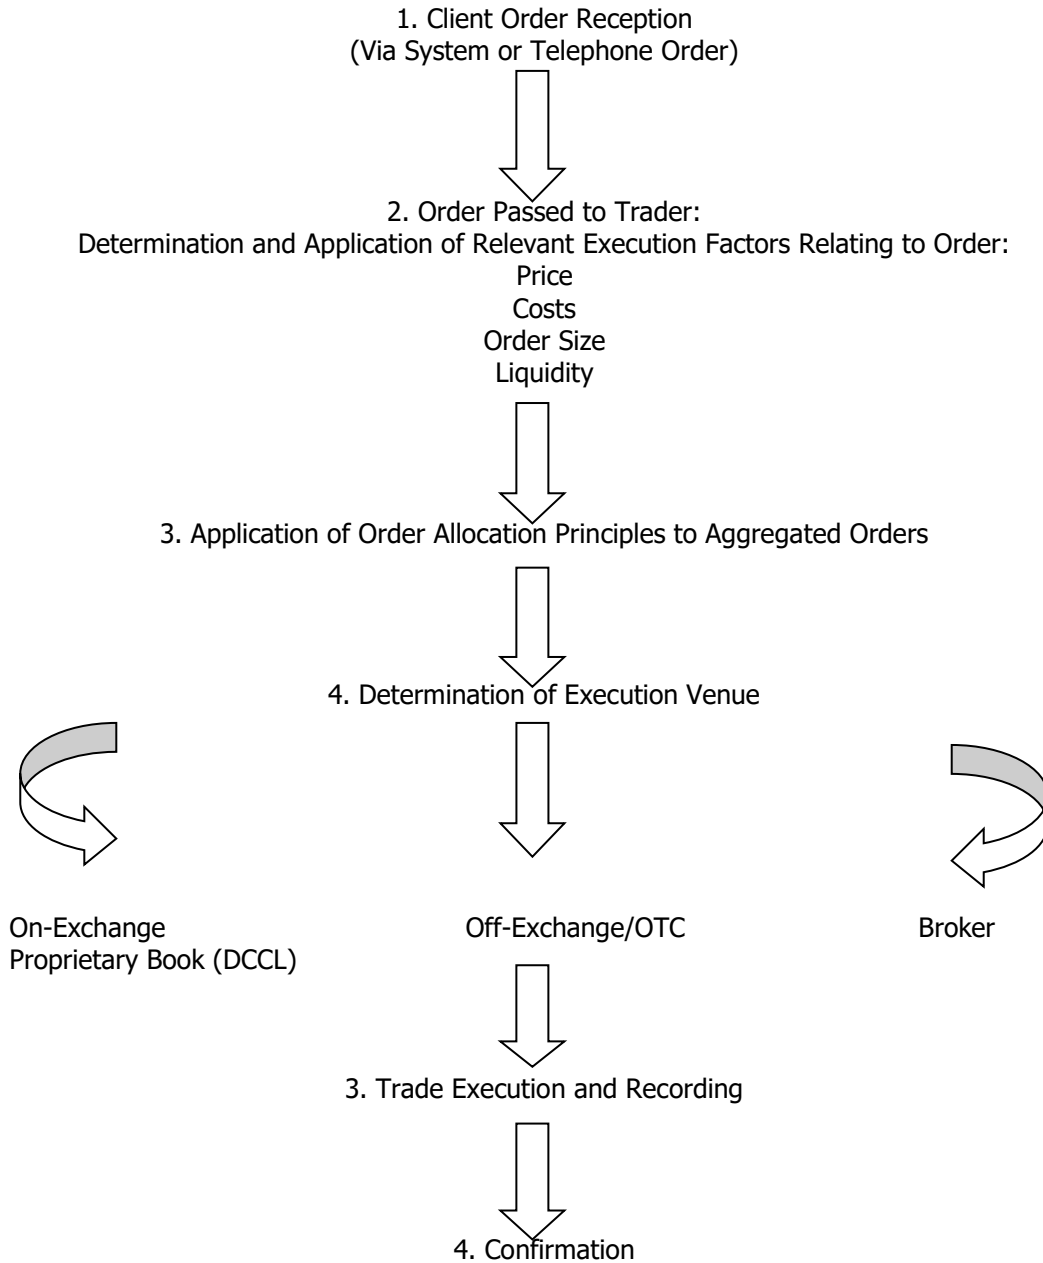 1. Client Order Reception
(Via System or Telephone Order)
2. Order Passed to Trader:
Determination and Application of Relevant Execution Factors Relating to Order:
Price
Costs
Order Size
Liquidity
3. Application of Order Allocation Principles to Aggregated Orders
4. Determination of Execution Venue
On-Exchange
Proprietary Book (DCCL)
Off-Exchange/OTC
Broker
3. Trade Execution and Recording
4. Confirmation